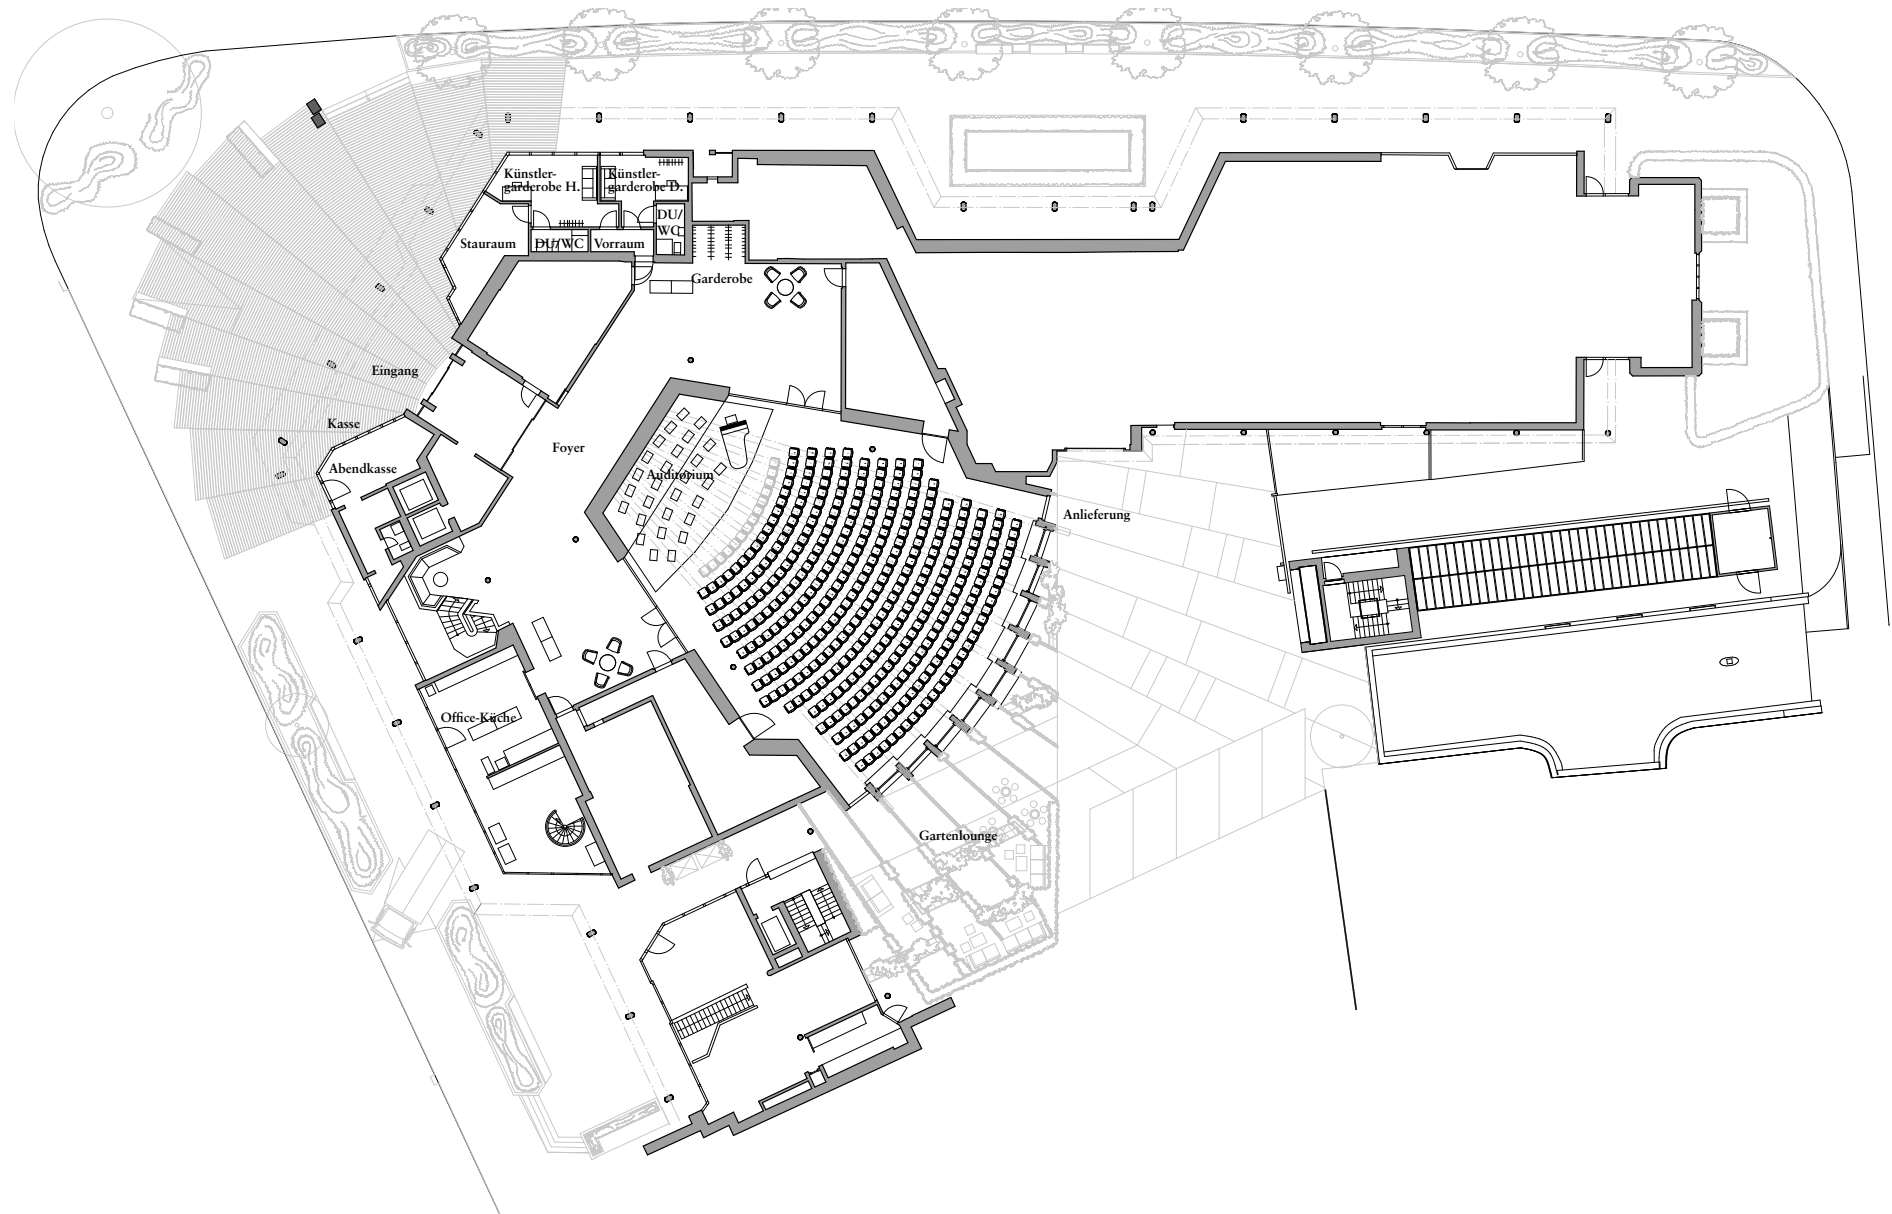 Künstler-
garderobe H.
Künstler-
garderobe D.
DU/
WC
Stauraum
DU/WC
Vorraum
Garderobe
Eingang
Kasse
Foyer
Abendkasse
Auditorium
Anlieferung
Office-Küche
Gartenlounge